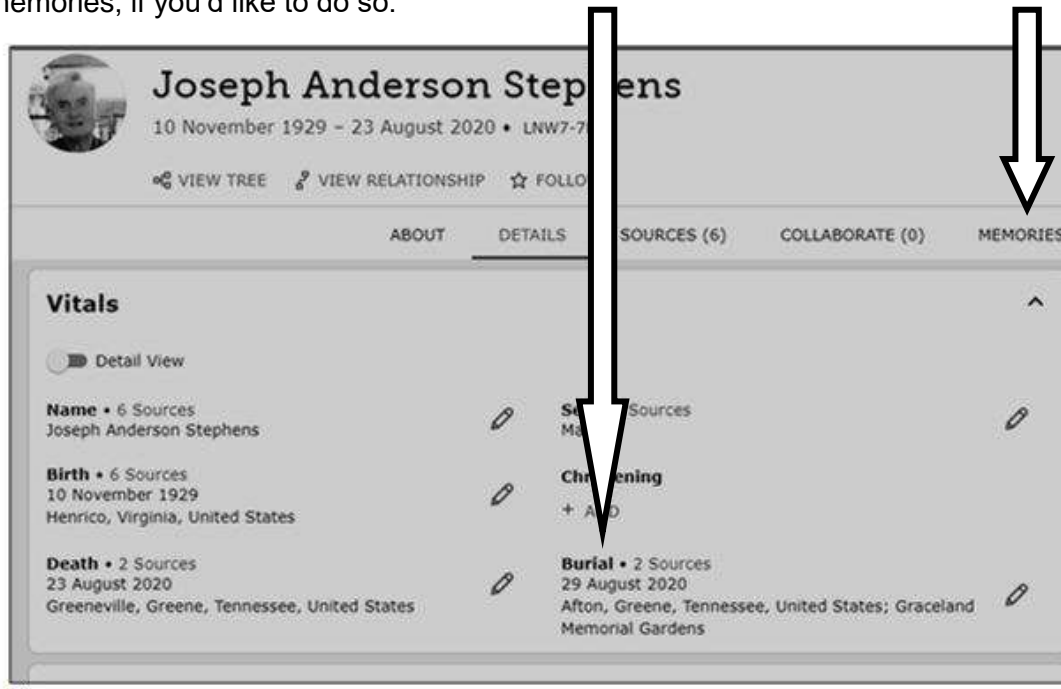 memories, if you'd like to do so.
Joseph Anderson Stephens
10 November 1929 – 23 August 2020 • LNW7-7
VIEW TREE VIEW RELATIONSHIP FOLLO
ABOUT DETAILS SOURCES (6) COLLABORATE (0) MEMORIES
Vitals
Detail View
Name • 6 Sources
Joseph Anderson Stephens
Sources
Birth • 6 Sources
10 November 1929
Henrico, Virginia, United States
Death • 2 Sources
23 August 2020
Greeneville, Greene, Tennessee, United States
Burial • 2 Sources
29 August 2020
Afton, Greene, Tennessee, United States; Graceland
Memorial Gardens